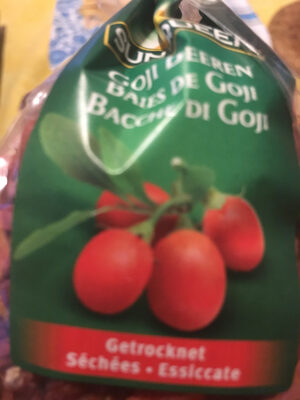 GOJI BEEREN
BAIES DE GOJI
BACCHE DI GOJI
Getrocknet
Séchées • Essiccate